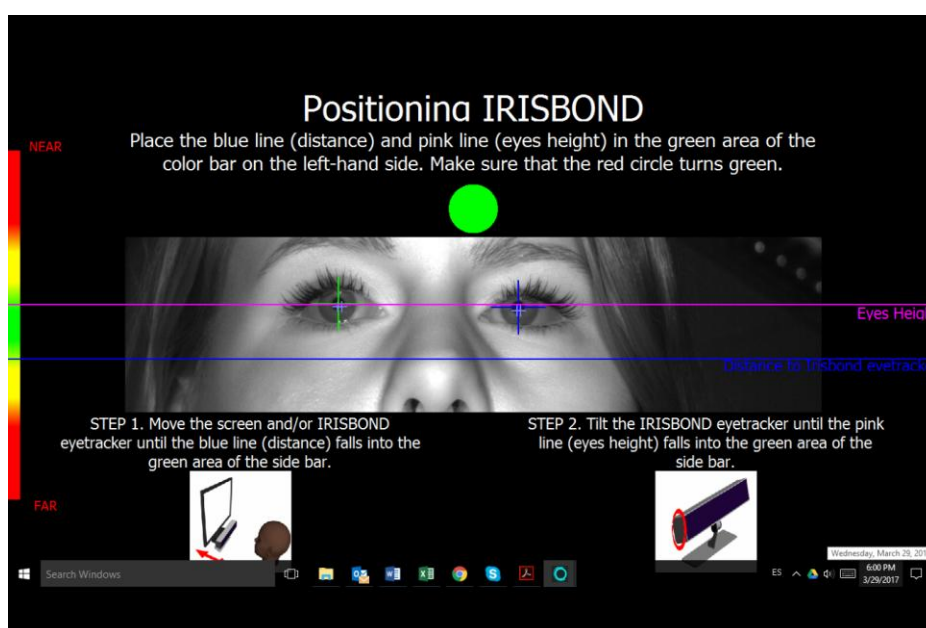 Positioning IRISBOND
Place the blue line (distance) and pink line (eyes height) in the green area of the
color bar on the left-hand side. Make sure that the red circle turns green.
NEAR
Eyes Heig
Distance to Irisbond eyetrack
STEP 1. Move the screen and/or IRISBOND
eyetracker until the blue line (distance) falls into the
green area of the side bar.
STEP 2. Tilt the IRISBOND eyetracker until the pink
line (eyes height) falls into the green area of the
side bar.
FAR
Wednesday, March 29, 201
Search Windows
ES
6:00 PM
3/29/2017